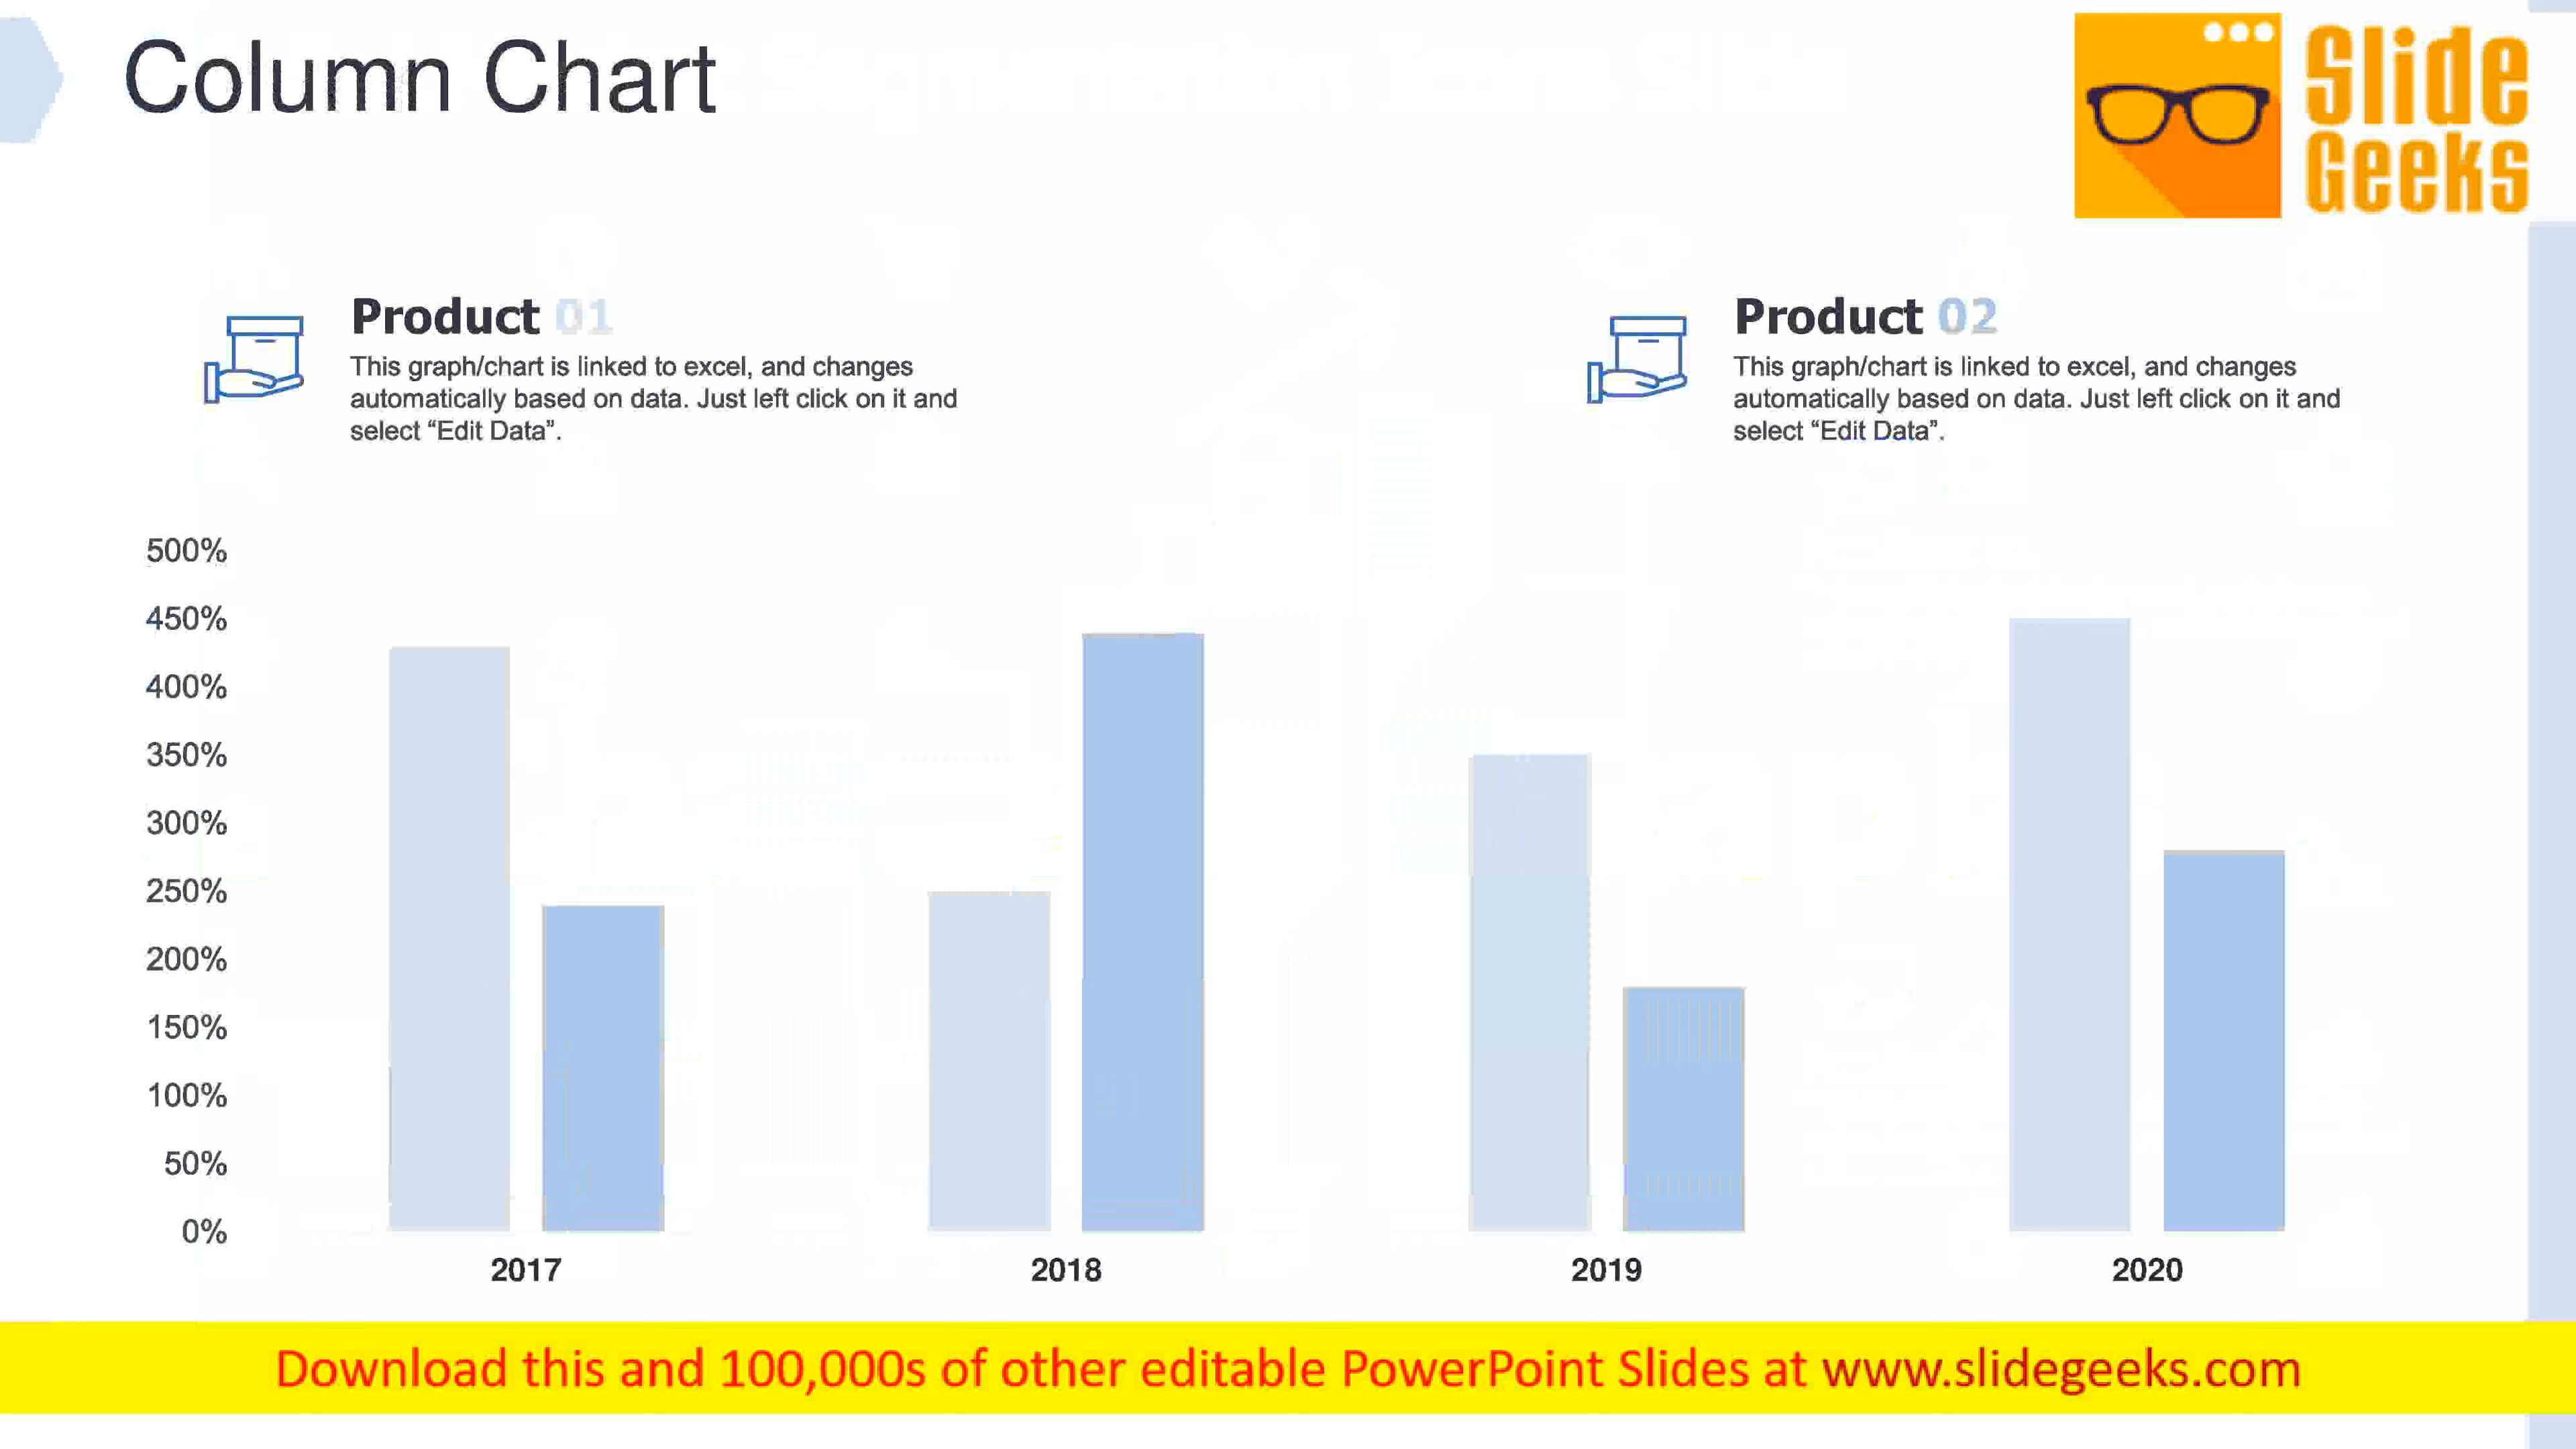 Column Chart
Slide
Geeks
Product 01
This graph/chart is linked to excel, and changes
automatically based on data. Just left click on it and
select “Edit Data”.
Product 02
This graph/chart is linked to excel, and changes
automatically based on data. Just left click on it and
select “Edit Data”.
500%
450%
400%
350%
300%
250%
200%
150%
100%
50%
0%
2017
2018
2019
2020
Download this and 100,000s of other editable PowerPoint Slides at www.slidegeeks.com